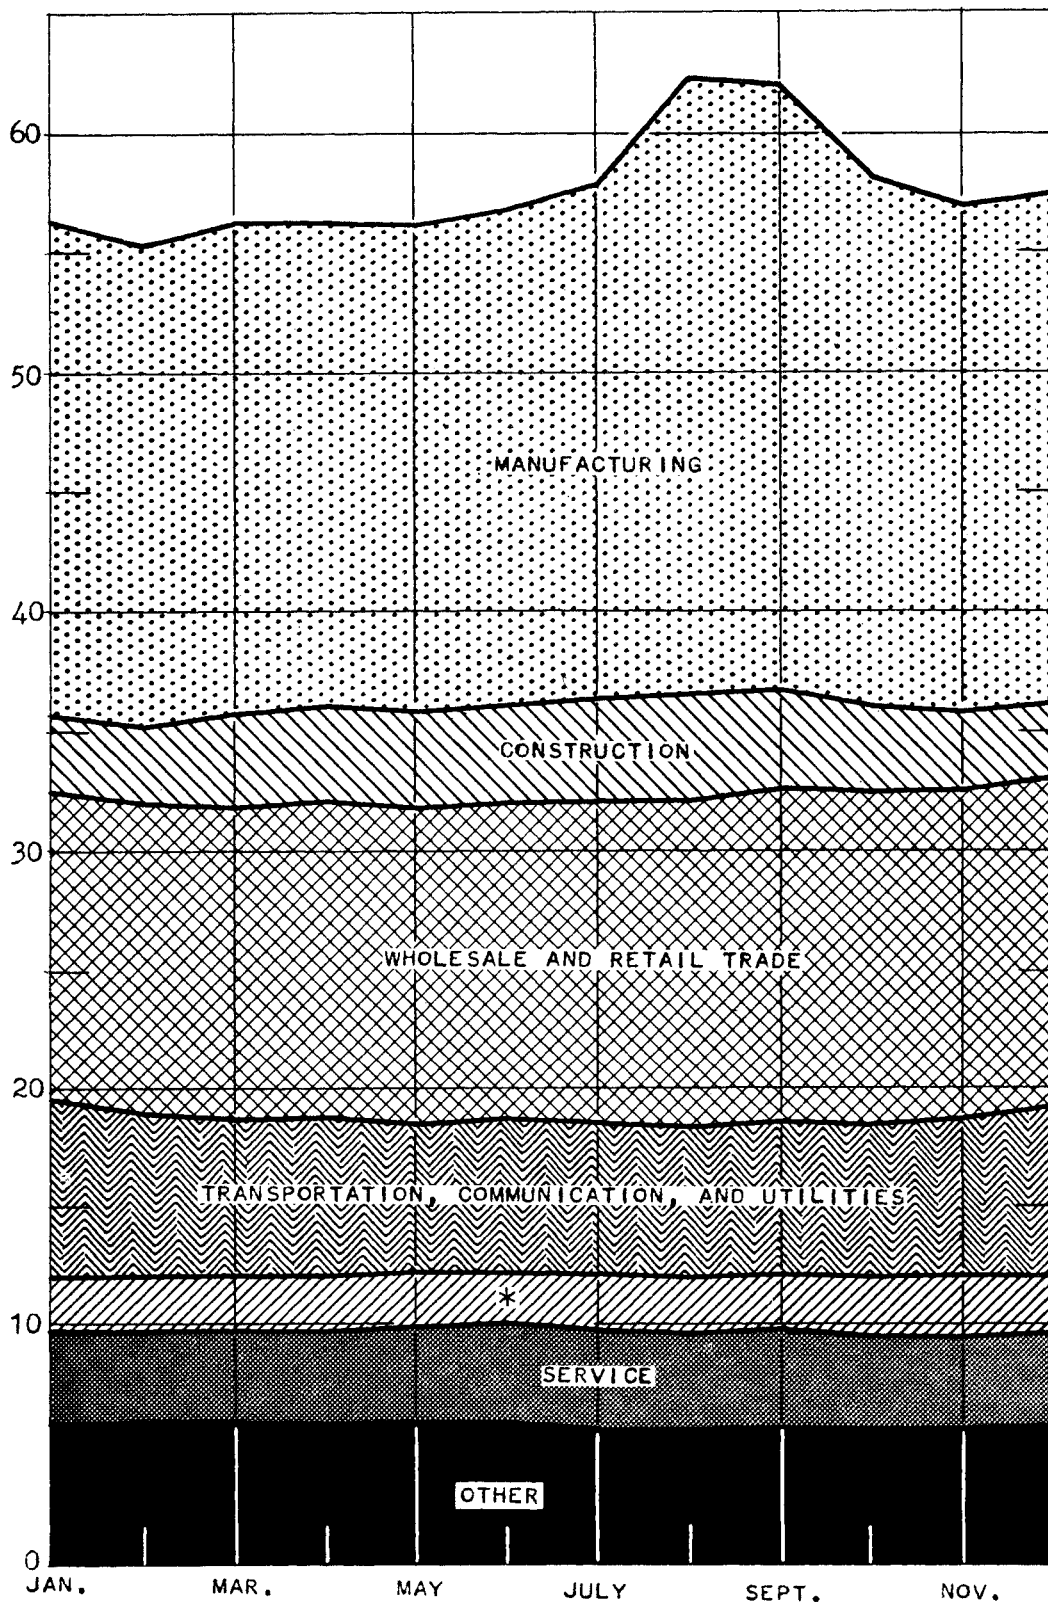 60
50
MANUFACTURING
40
CONSTRUCTION
30
WHOLESALE AND RETAIL TRADE
20
TRANSPORTATION, COMMUNICATION, AND UTILITIES
*
10
SERVICE
OTHER
0
JAN. MAR. MAY JULY SEPT. NOV.